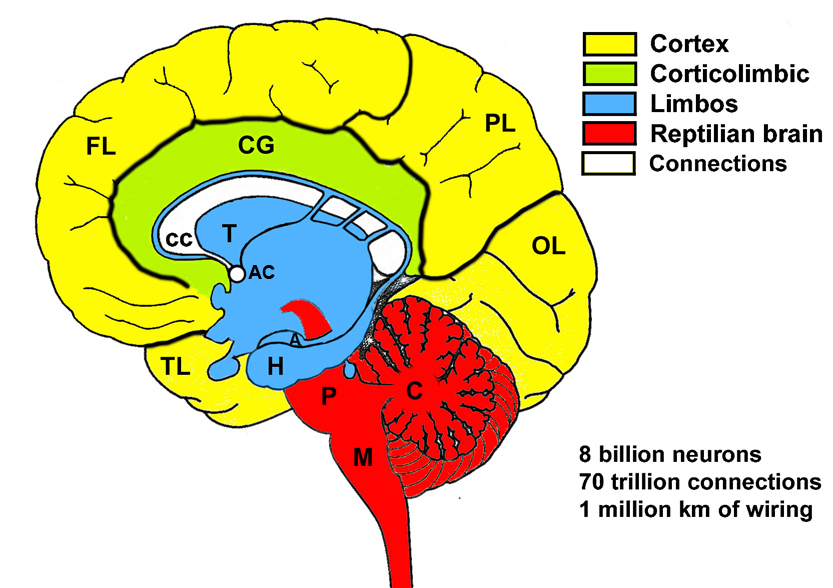 Cortex
Corticolimbic
Limbos
Reptilian brain
Connections
FL
CG
PL
CC
T
AC
OL
A
TL
H
P
C
M
8 billion neurons
70 trillion connections
1 million km of wiring